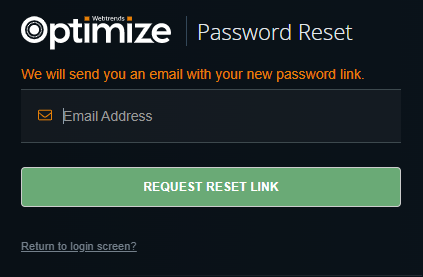 Webtrends
Optimize
Password Reset
We will send you an email with your new password link.
Email Address
REQUEST RESET LINK
Return to login screen?